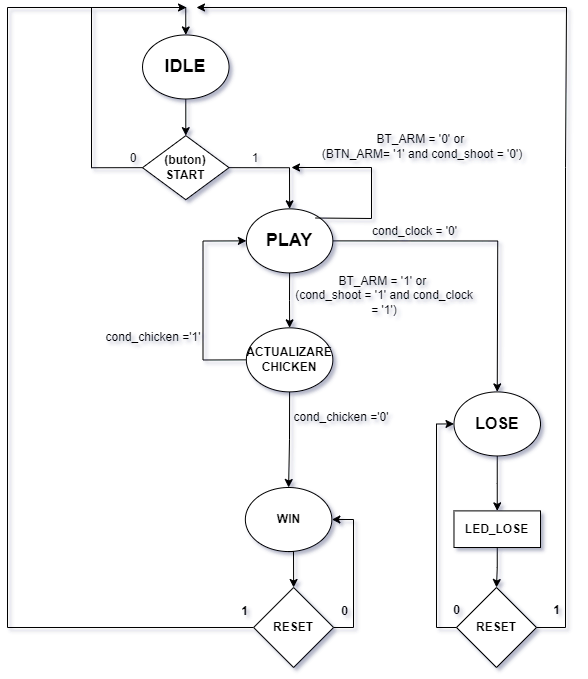 IDLE
(buton)
START
0
1
BT_ARM = '0' or
(BTN_ARM= '1' and cond_shoot = '0')
PLAY
cond_clock = '0'
BT_ARM = '1' or
(cond_shoot = '1' and cond_clock
= '1')
cond_chicken ='1'
ACTUALIZARE
CHICKEN
cond_chicken ='0'
LOSE
WIN
LED_LOSE
RESET
1
0
RESET
0
1